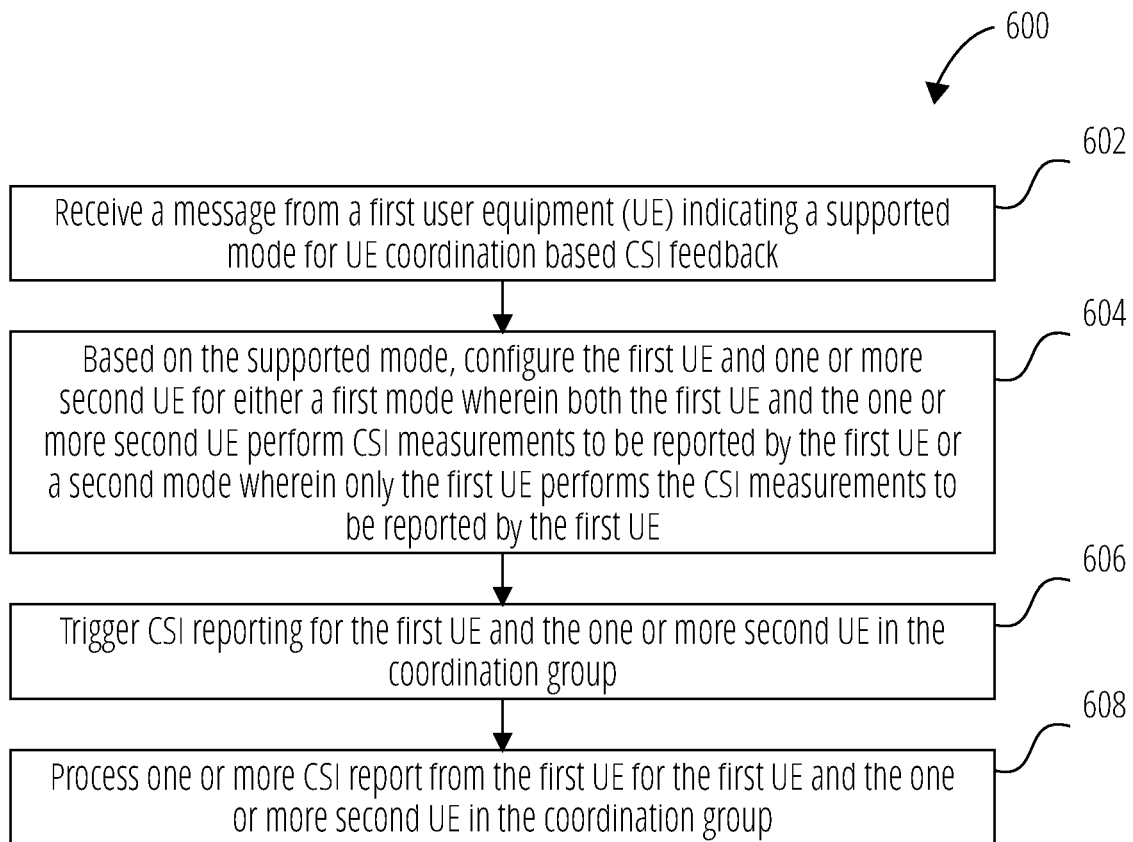 600
602
Receive a message from a first user equipment (UE) indicating a supported
mode for UE coordination based CSI feedback
604
Based on the supported mode, configure the first UE and one or more
second UE for either a first mode wherein both the first UE and the one or
more second UE perform CSI measurements to be reported by the first UE or
a second mode wherein only the first UE performs the CSI measurements to
be reported by the first UE
606
Trigger CSI reporting for the first UE and the one or more second UE in the
coordination group
608
Process one or more CSI report from the first UE for the first UE and the one
or more second UE in the coordination group